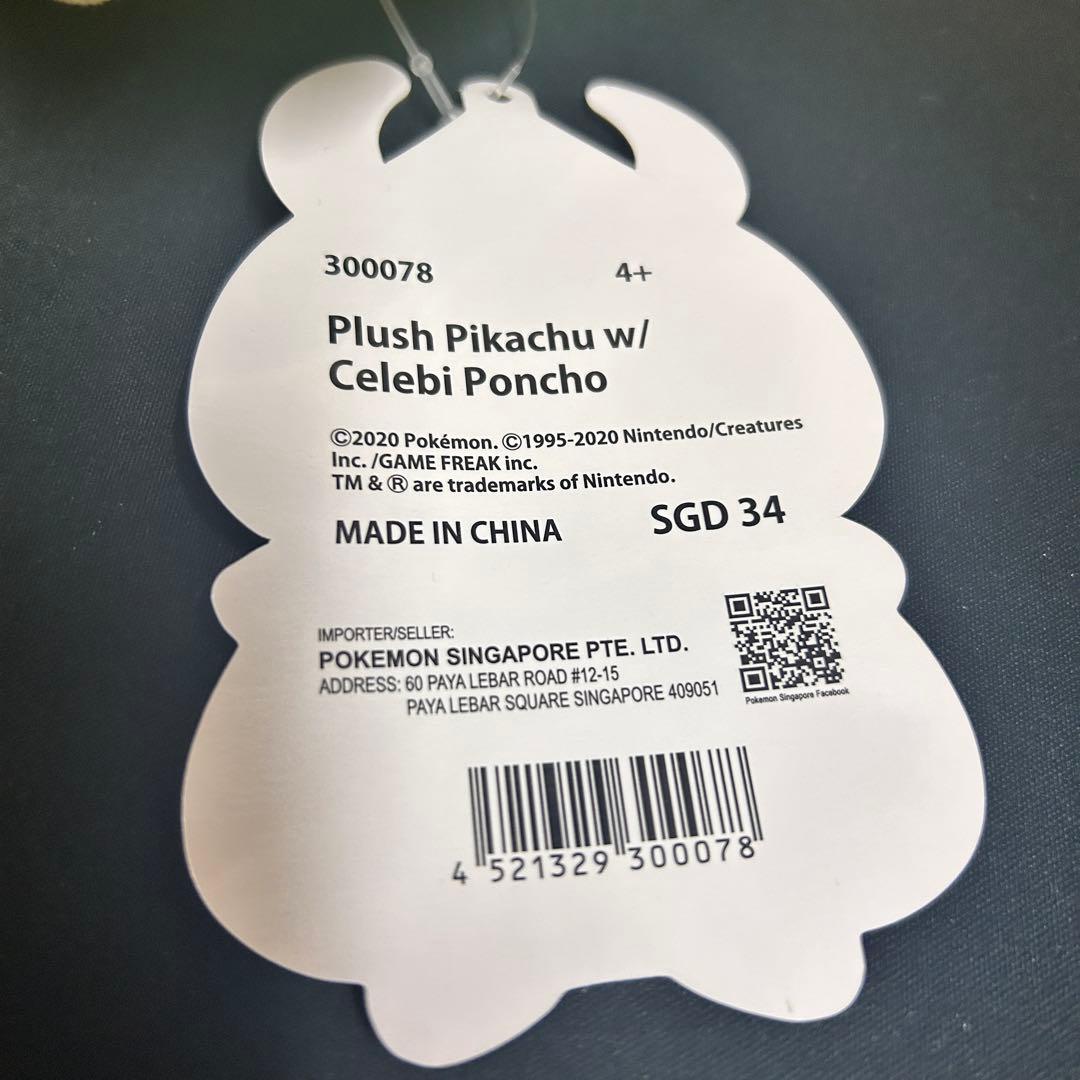 300078 4+
Plush Pikachu w/
Celebi Poncho
©2020 Pokémon. ©1995-2020 Nintendo/Creatures
Inc. /GAME FREAK inc.
TM & ® are trademarks of Nintendo.
MADE IN CHINA SGD 34
IMPORTER/SELLER:
POKEMON SINGAPORE PTE. LTD.
ADDRESS: 60 PAYA LEBAR ROAD #12-15
PAYA LEBAR SQUARE SINGAPORE 409051
Pokemon Singapore Facebook
4 521329 300078